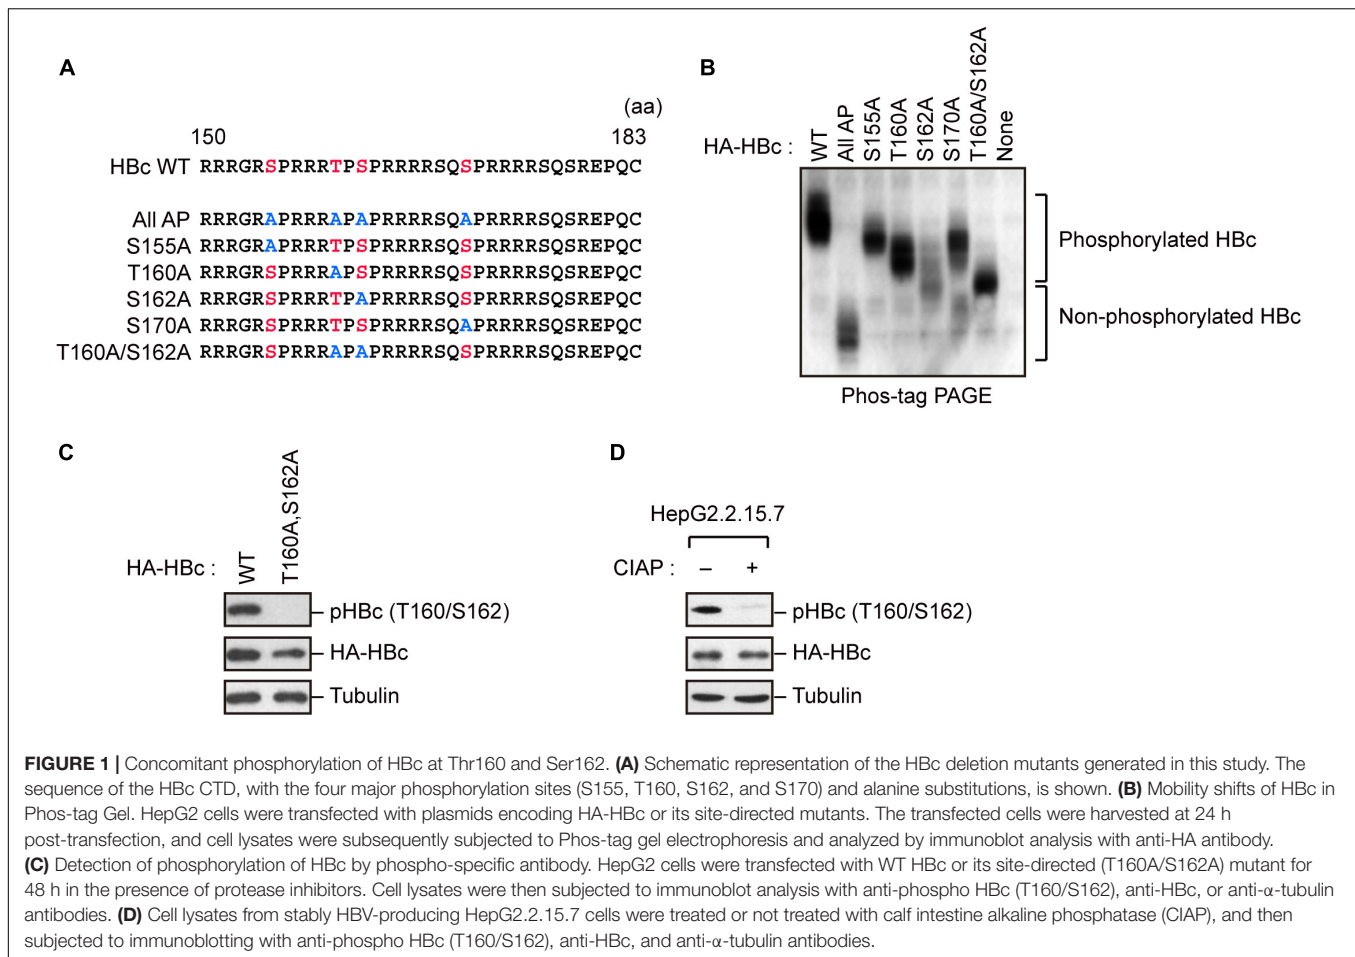 A
(aa)
150 183
HBc WT RRRGRSPRRRTPSPRRRRSQSPRRRRSQSREPQC
All AP RRRGRAPRRRAPAPRRRRSQAPRRRRSQSREPQC
S155A RRRGRAPRRRTPSPRRRRSQSPRRRRSQSREPQC
T160A RRRGRSPRRRAPSPRRRRSQSPRRRRSQSREPQC
S162A RRRGRSPRRRTPAPRRRRSQSPRRRRSQSREPQC
S170A RRRGRSPRRRTPSPRRRRSQAPRRRRSQSREPQC
T160A/S162A RRRGRSPRRRAPAPRRRRSQSPRRRRSQSREPQC
B
HA-HBc : WT All AP S155A T160A S162A S170A T160A/S162A None
Phosphorylated HBc
Non-phosphorylated HBc
Phos-tag PAGE
C
HA-HBc : WT T160A,S162A
pHBc (T160/S162)
HA-HBc
Tubulin
D
HepG2.2.15.7
CIAP : – +
pHBc (T160/S162)
HA-HBc
Tubulin
FIGURE 1 | Concomitant phosphorylation of HBc at Thr160 and Ser162. (A) Schematic representation of the HBc deletion mutants generated in this study. The
sequence of the HBc CTD, with the four major phosphorylation sites (S155, T160, S162, and S170) and alanine substitutions, is shown. (B) Mobility shifts of HBc in
Phos-tag Gel. HepG2 cells were transfected with plasmids encoding HA-HBc or its site-directed mutants. The transfected cells were harvested at 24 h
post-transfection, and cell lysates were subsequently subjected to Phos-tag gel electrophoresis and analyzed by immunoblot analysis with anti-HA antibody.
(C) Detection of phosphorylation of HBc by phospho-specific antibody. HepG2 cells were transfected with WT HBc or its site-directed (T160A/S162A) mutant for
48 h in the presence of protease inhibitors. Cell lysates were then subjected to immunoblot analysis with anti-phospho HBc (T160/S162), anti-HBc, or anti-α-tubulin
antibodies. (D) Cell lysates from stably HBV-producing HepG2.2.15.7 cells were treated or not treated with calf intestine alkaline phosphatase (CIAP), and then
subjected to immunoblotting with anti-phospho HBc (T160/S162), anti-HBc, and anti-α-tubulin antibodies.